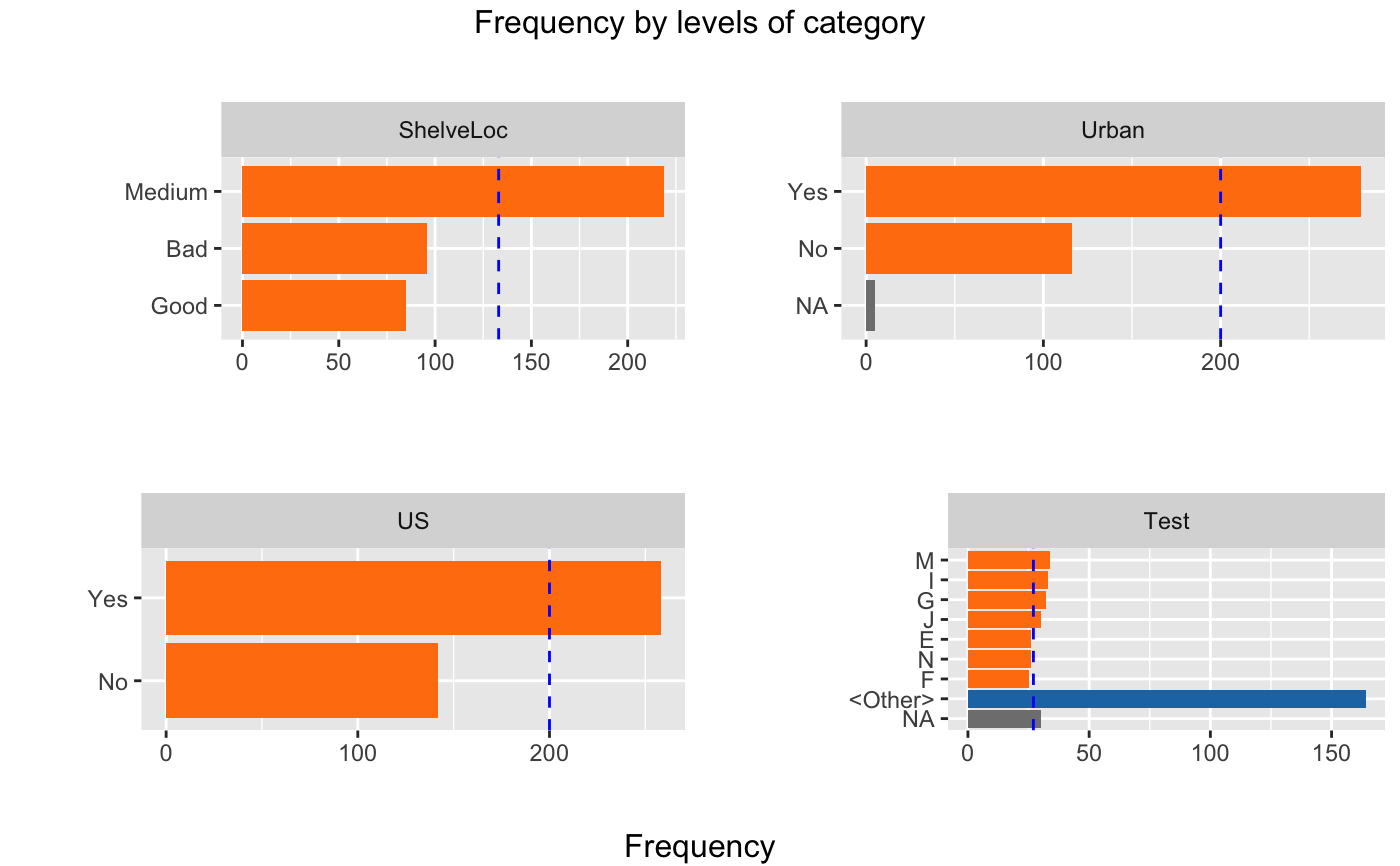 Frequency by levels of category
ShelveLoc
Medium
Bad
Good
0 50 100 150 200
Urban
Yes
No
NA
0 100 200
US
Yes
No
0 100 200
Test
M
I
G
J
E
N
F
<Other>
NA
0 50 100 150
Frequency